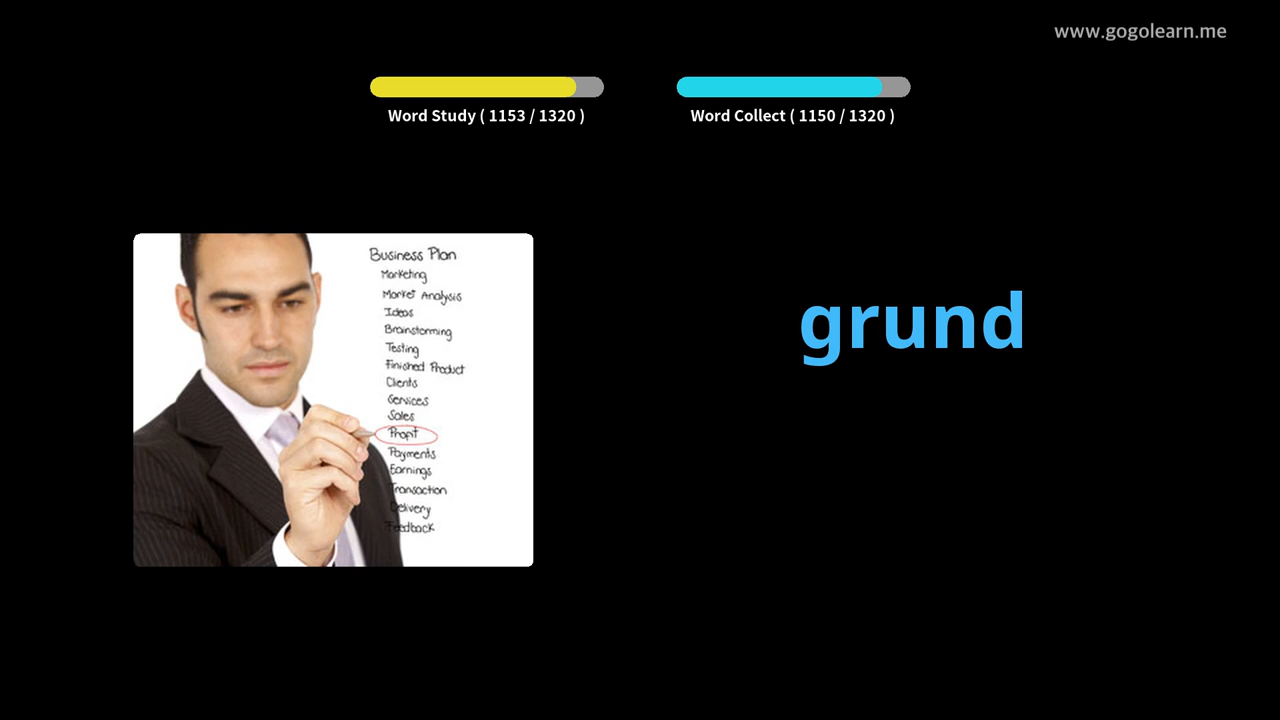 www.gogolearn.me
Word Study ( 1153 / 1320 )
Word Collect ( 1150 / 1320 )
Business Plan
Marketing
Market Analysis
Ideas
Brainstorming
Testing
Finished Product
Clients
Services
Sales
Profit
Payments
Earnings
Transaction
Delivery
Feedback
grund